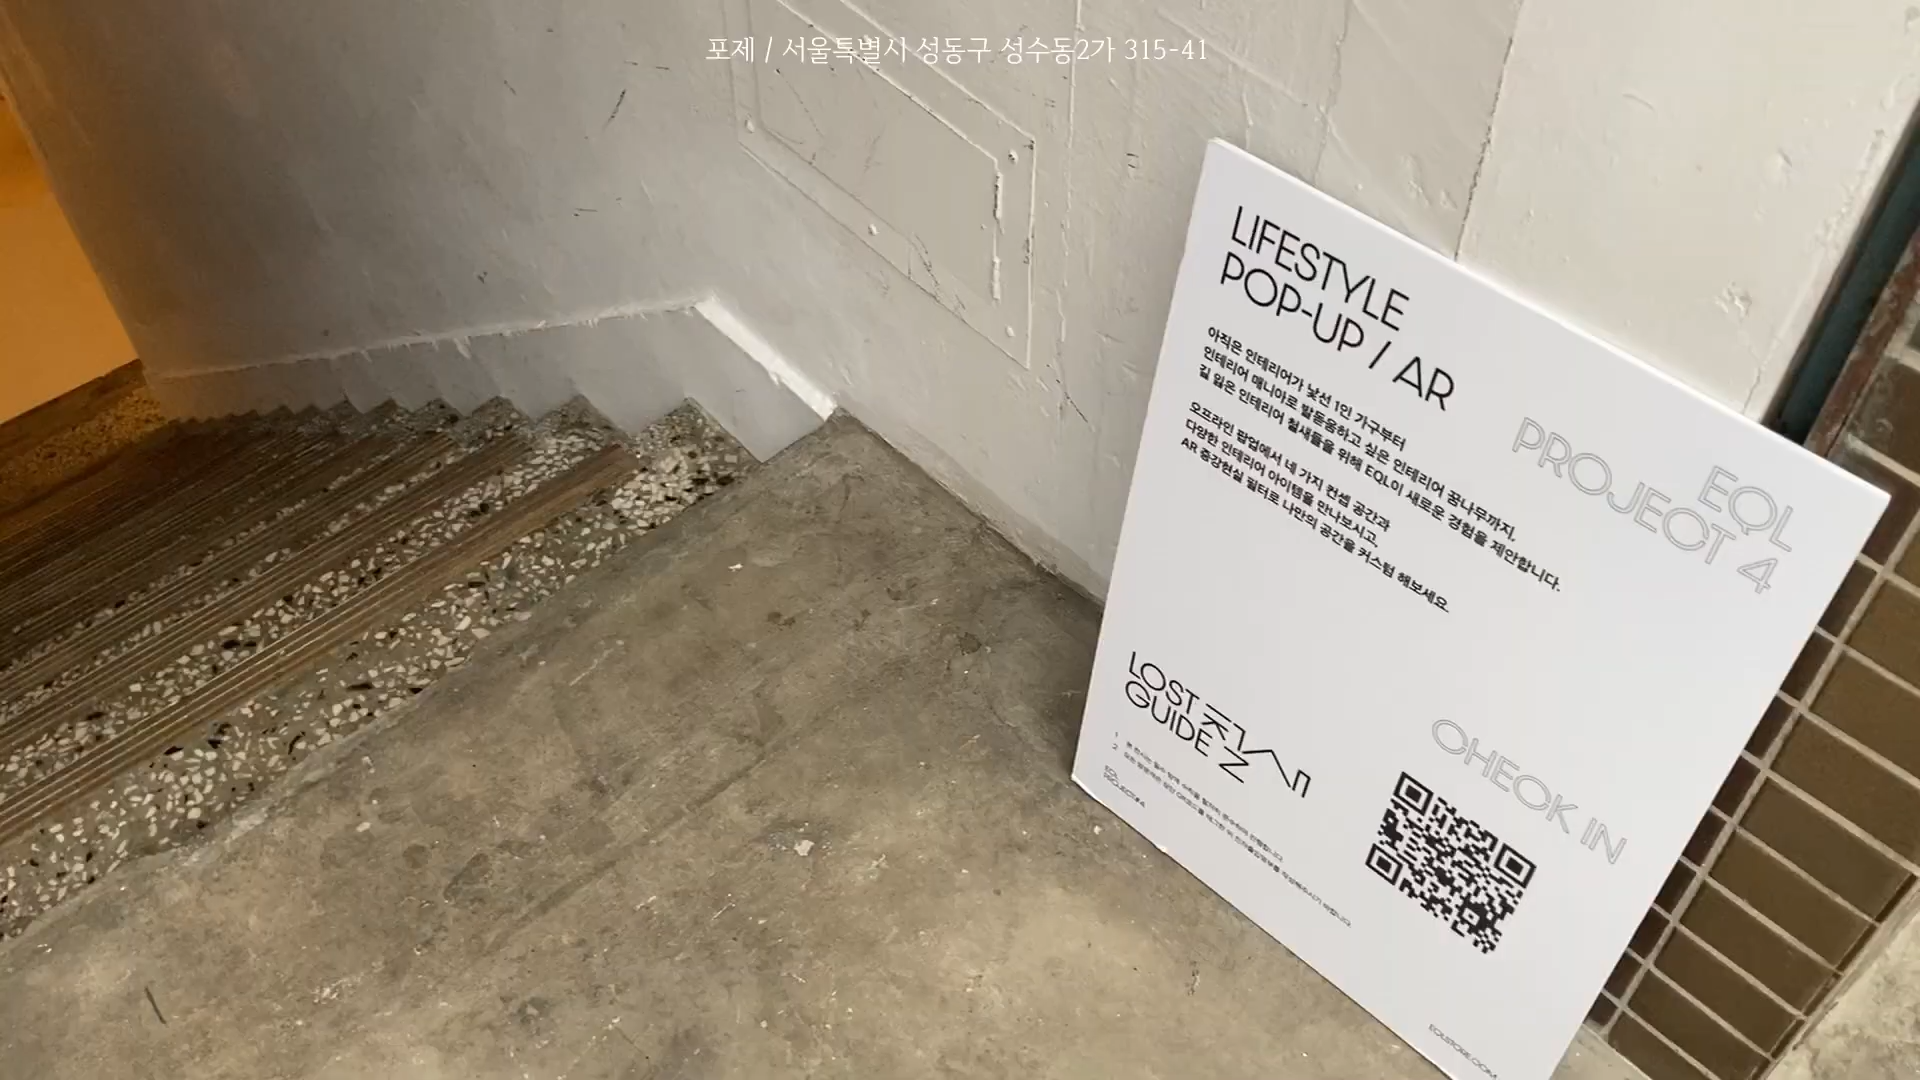 포제 / 서울특별시 성동구 성수동2가 315-41
LIFESTYLE
POP-UP / AR
아직은 인테리어가 낯선 1인 가구부터
인테리어 매니아로 발돋움하고 싶은 인테리어 꿈나무까지,
길 잃은 인테리어 철새들을 위해 EQL이 새로운 경험을 제안합니다.
오프라인 팝업에서 네 가지 컨셉 공간과
다양한 인테리어 아이템을 만나보시고,
AR 증강현실 필터로 나만의 공간을 커스텀 해보세요.
EQL
PROJECT 4
LOST
GUIDE
CHECK IN
EQL
PROJECT#4
EQLSTORE.COM